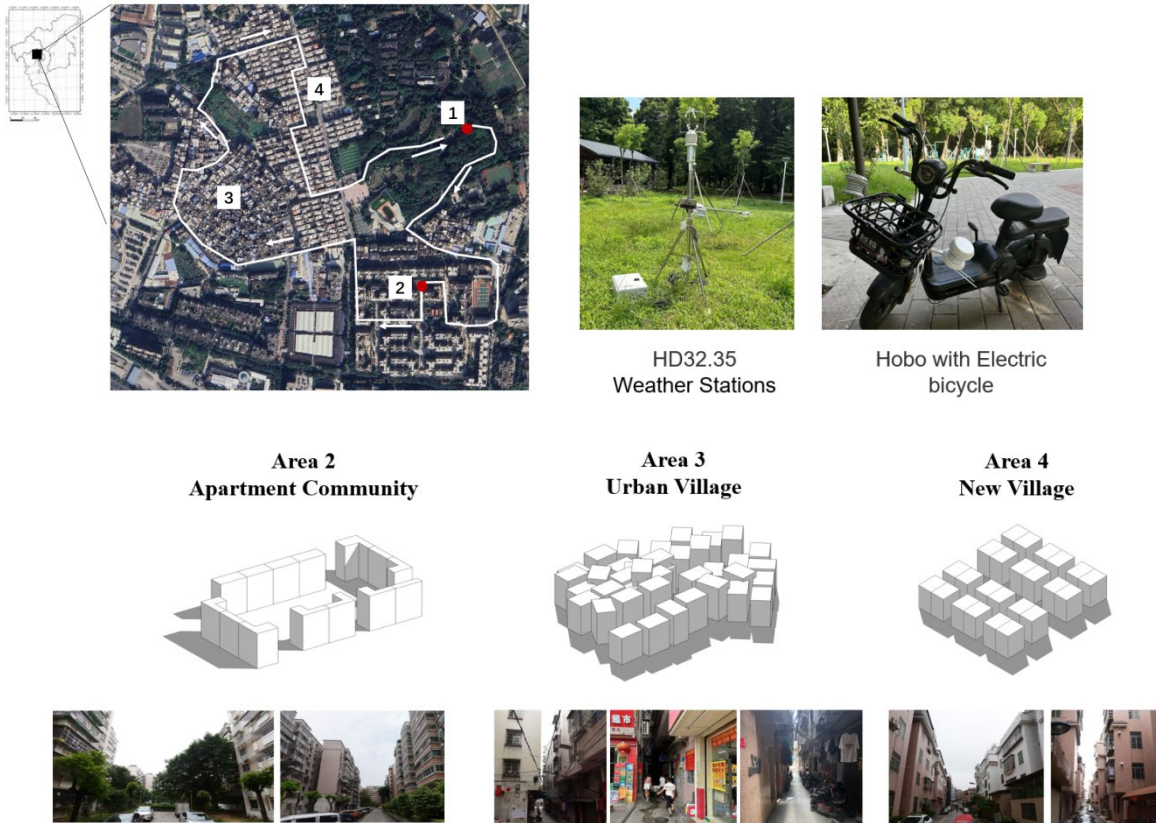 4
1
3
2
HD32.35
Weather Stations
Hobo with Electric
bicycle
Area 2
Apartment Community
Area 3
Urban Village
Area 4
New Village